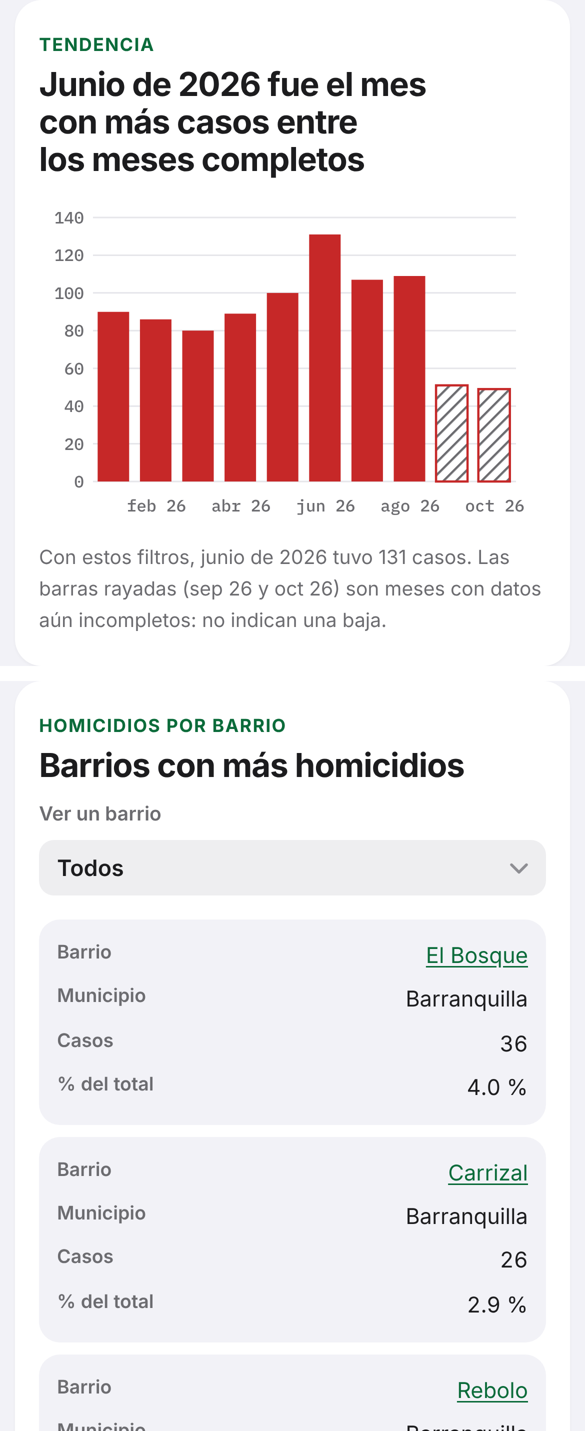 TENDENCIA
Junio de 2026 fue el mes
con más casos entre
los meses completos
140
120
100
80
60
40
20
0
feb 26 abr 26 jun 26 ago 26 oct 26
Con estos filtros, junio de 2026 tuvo 131 casos. Las
barras rayadas (sep 26 y oct 26) son meses con datos
aún incompletos: no indican una baja.
HOMICIDIOS POR BARRIO
Barrios con más homicidios
Ver un barrio
Todos
Barrio El Bosque
Municipio Barranquilla
Casos 36
% del total 4.0 %
Barrio Carrizal
Municipio Barranquilla
Casos 26
% del total 2.9 %
Barrio Rebolo
Municipio Barranquilla